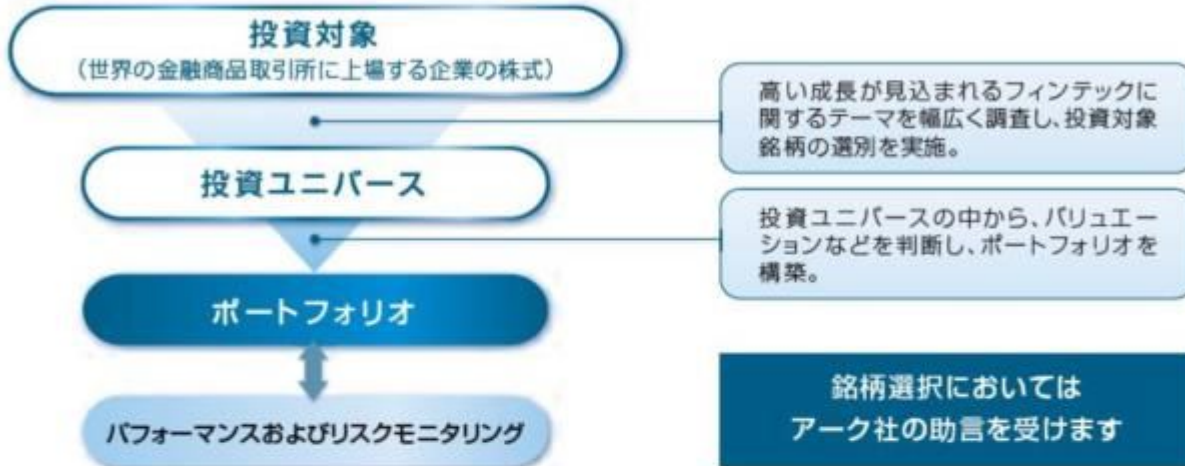 投資対象
（世界の金融商品取引所に上場する企業の株式）
高い成長が見込まれるフィンテックに
関するテーマを幅広く調査し、投資対象
銘柄の選別を実施。
投資ユニバース
投資ユニバースの中から、バリュエー
ションなどを判断し、ポートフォリオを
構築。
ポートフォリオ
パフォーマンスおよびリスクモニタリング
銘柄選択においては
アーク社の助言を受けます